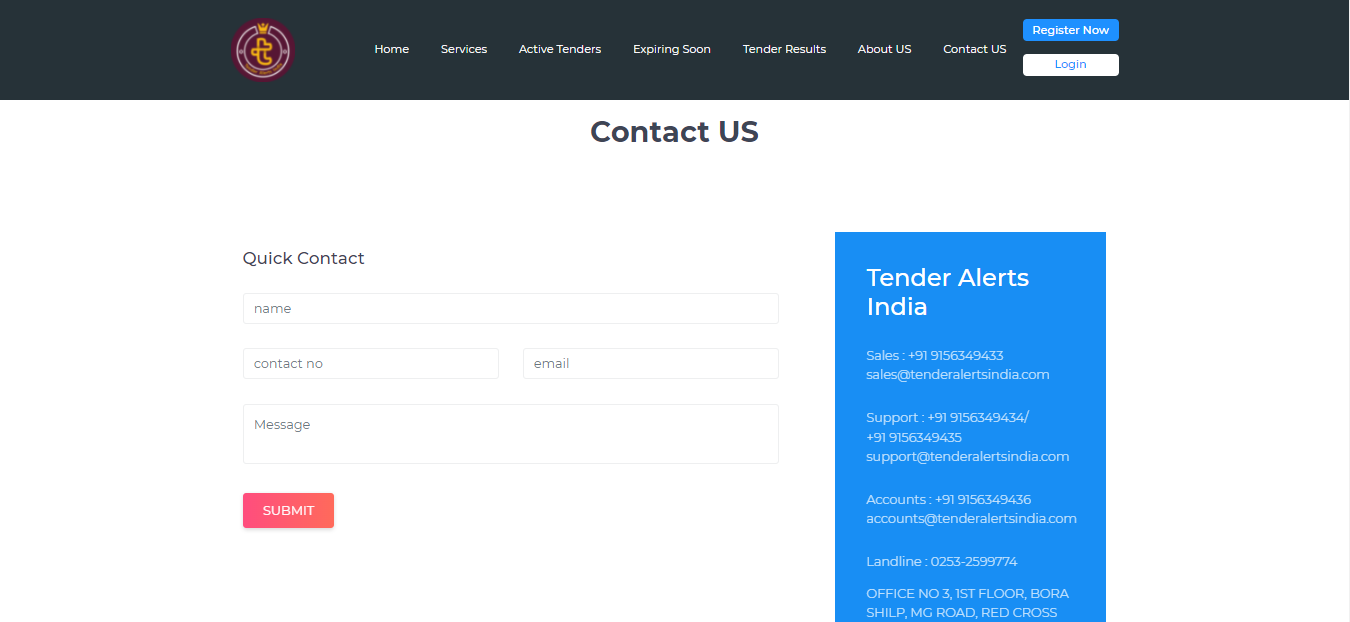 Home Services Active Tenders Expiring Soon Tender Results About US Contact US
Register Now
Login
Contact US
Quick Contact
name
contact no email
Message
SUBMIT
Tender Alerts
India
Sales : +91 9156349433
sales@tenderalertsindia.com
Support : +91 9156349434/
+91 9156349435
support@tenderalertsindia.com
Accounts : +91 9156349436
accounts@tenderalertsindia.com
Landline : 0253-2599774
OFFICE NO 3, 1ST FLOOR, BORA
SHILP, MG ROAD, RED CROSS